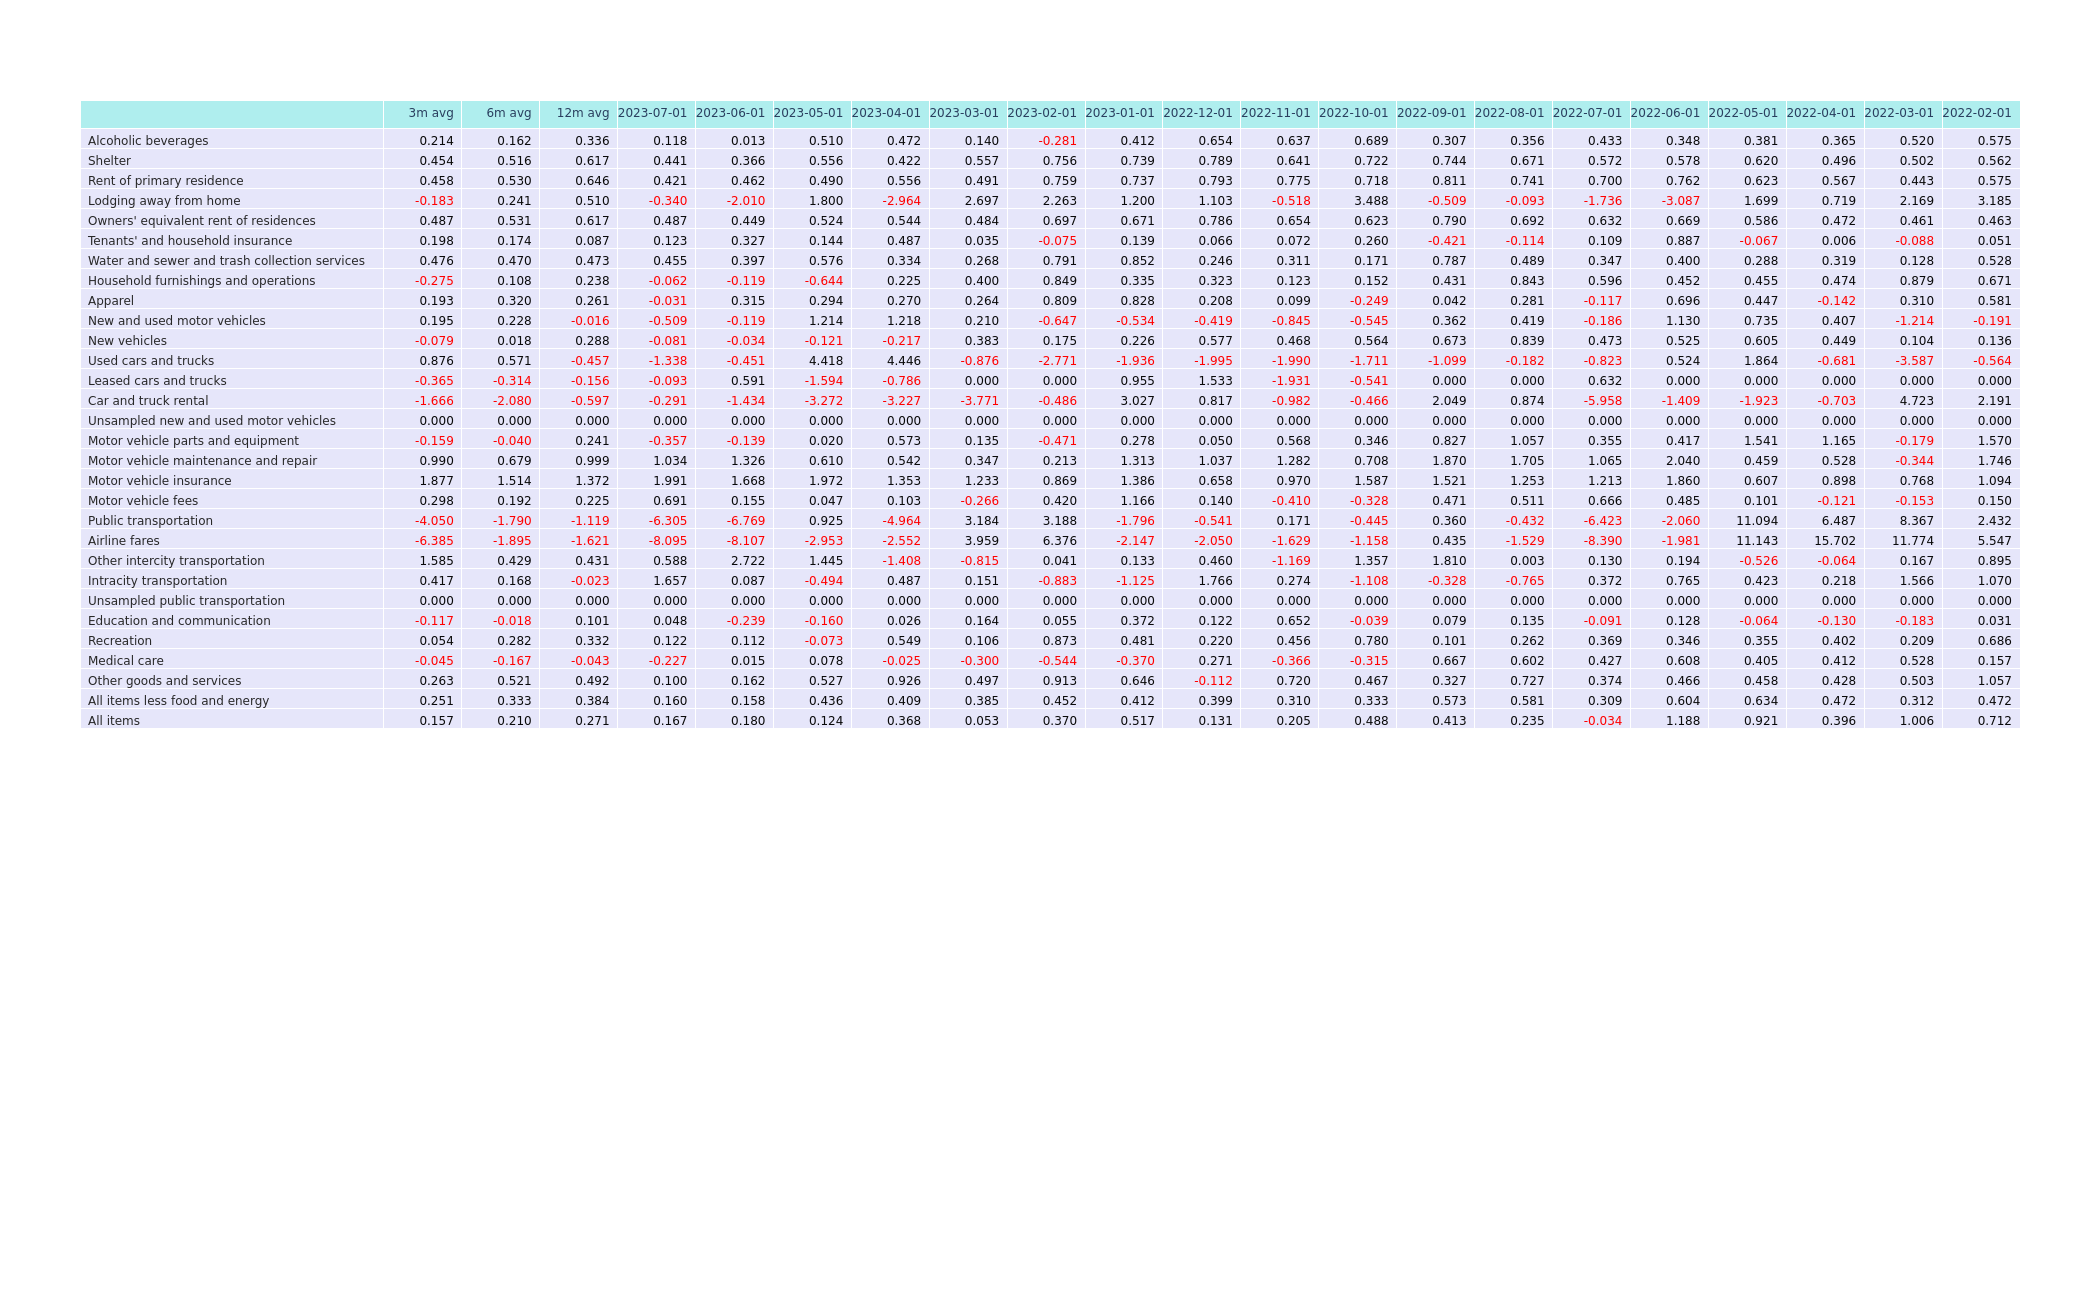 3m avg 6m avg 12m avg 2023-07-01 2023-06-01 2023-05-01 2023-04-01 2023-03-01 2023-02-01 2023-01-01 2022-12-01 2022-11-01 2022-10-01 2022-09-01 2022-08-01 2022-07-01 2022-06-01 2022-05-01 2022-04-01 2022-03-01 2022-02-01
Alcoholic beverages 0.214 0.162 0.336 0.118 0.013 0.510 0.472 0.140 -0.281 0.412 0.654 0.637 0.689 0.307 0.356 0.433 0.348 0.381 0.365 0.520 0.575
Shelter 0.454 0.516 0.617 0.441 0.366 0.556 0.422 0.557 0.756 0.739 0.789 0.641 0.722 0.744 0.671 0.572 0.578 0.620 0.496 0.502 0.562
Rent of primary residence 0.458 0.530 0.646 0.421 0.462 0.490 0.556 0.491 0.759 0.737 0.793 0.775 0.718 0.811 0.741 0.700 0.762 0.623 0.567 0.443 0.575
Lodging away from home -0.183 0.241 0.510 -0.340 -2.010 1.800 -2.964 2.697 2.263 1.200 1.103 -0.518 3.488 -0.509 -0.093 -1.736 -3.087 1.699 0.719 2.169 3.185
Owners' equivalent rent of residences 0.487 0.531 0.617 0.487 0.449 0.524 0.544 0.484 0.697 0.671 0.786 0.654 0.623 0.790 0.692 0.632 0.669 0.586 0.472 0.461 0.463
Tenants' and household insurance 0.198 0.174 0.087 0.123 0.327 0.144 0.487 0.035 -0.075 0.139 0.066 0.072 0.260 -0.421 -0.114 0.109 0.887 -0.067 0.006 -0.088 0.051
Water and sewer and trash collection services 0.476 0.470 0.473 0.455 0.397 0.576 0.334 0.268 0.791 0.852 0.246 0.311 0.171 0.787 0.489 0.347 0.400 0.288 0.319 0.128 0.528
Household furnishings and operations -0.275 0.108 0.238 -0.062 -0.119 -0.644 0.225 0.400 0.849 0.335 0.323 0.123 0.152 0.431 0.843 0.596 0.452 0.455 0.474 0.879 0.671
Apparel 0.193 0.320 0.261 -0.031 0.315 0.294 0.270 0.264 0.809 0.828 0.208 0.099 -0.249 0.042 0.281 -0.117 0.696 0.447 -0.142 0.310 0.581
New and used motor vehicles 0.195 0.228 -0.016 -0.509 -0.119 1.214 1.218 0.210 -0.647 -0.534 -0.419 -0.845 -0.545 0.362 0.419 -0.186 1.130 0.735 0.407 -1.214 -0.191
New vehicles -0.079 0.018 0.288 -0.081 -0.034 -0.121 -0.217 0.383 0.175 0.226 0.577 0.468 0.564 0.673 0.839 0.473 0.525 0.605 0.449 0.104 0.136
Used cars and trucks 0.876 0.571 -0.457 -1.338 -0.451 4.418 4.446 -0.876 -2.771 -1.936 -1.995 -1.990 -1.711 -1.099 -0.182 -0.823 0.524 1.864 -0.681 -3.587 -0.564
Leased cars and trucks -0.365 -0.314 -0.156 -0.093 0.591 -1.594 -0.786 0.000 0.000 0.955 1.533 -1.931 -0.541 0.000 0.000 0.632 0.000 0.000 0.000 0.000 0.000
Car and truck rental -1.666 -2.080 -0.597 -0.291 -1.434 -3.272 -3.227 -3.771 -0.486 3.027 0.817 -0.982 -0.466 2.049 0.874 -5.958 -1.409 -1.923 -0.703 4.723 2.191
Unsampled new and used motor vehicles 0.000 0.000 0.000 0.000 0.000 0.000 0.000 0.000 0.000 0.000 0.000 0.000 0.000 0.000 0.000 0.000 0.000 0.000 0.000 0.000 0.000
Motor vehicle parts and equipment -0.159 -0.040 0.241 -0.357 -0.139 0.020 0.573 0.135 -0.471 0.278 0.050 0.568 0.346 0.827 1.057 0.355 0.417 1.541 1.165 -0.179 1.570
Motor vehicle maintenance and repair 0.990 0.679 0.999 1.034 1.326 0.610 0.542 0.347 0.213 1.313 1.037 1.282 0.708 1.870 1.705 1.065 2.040 0.459 0.528 -0.344 1.746
Motor vehicle insurance 1.877 1.514 1.372 1.991 1.668 1.972 1.353 1.233 0.869 1.386 0.658 0.970 1.587 1.521 1.253 1.213 1.860 0.607 0.898 0.768 1.094
Motor vehicle fees 0.298 0.192 0.225 0.691 0.155 0.047 0.103 -0.266 0.420 1.166 0.140 -0.410 -0.328 0.471 0.511 0.666 0.485 0.101 -0.121 -0.153 0.150
Public transportation -4.050 -1.790 -1.119 -6.305 -6.769 0.925 -4.964 3.184 3.188 -1.796 -0.541 0.171 -0.445 0.360 -0.432 -6.423 -2.060 11.094 6.487 8.367 2.432
Airline fares -6.385 -1.895 -1.621 -8.095 -8.107 -2.953 -2.552 3.959 6.376 -2.147 -2.050 -1.629 -1.158 0.435 -1.529 -8.390 -1.981 11.143 15.702 11.774 5.547
Other intercity transportation 1.585 0.429 0.431 0.588 2.722 1.445 -1.408 -0.815 0.041 0.133 0.460 -1.169 1.357 1.810 0.003 0.130 0.194 -0.526 -0.064 0.167 0.895
Intracity transportation 0.417 0.168 -0.023 1.657 0.087 -0.494 0.487 0.151 -0.883 -1.125 1.766 0.274 -1.108 -0.328 -0.765 0.372 0.765 0.423 0.218 1.566 1.070
Unsampled public transportation 0.000 0.000 0.000 0.000 0.000 0.000 0.000 0.000 0.000 0.000 0.000 0.000 0.000 0.000 0.000 0.000 0.000 0.000 0.000 0.000 0.000
Education and communication -0.117 -0.018 0.101 0.048 -0.239 -0.160 0.026 0.164 0.055 0.372 0.122 0.652 -0.039 0.079 0.135 -0.091 0.128 -0.064 -0.130 -0.183 0.031
Recreation 0.054 0.282 0.332 0.122 0.112 -0.073 0.549 0.106 0.873 0.481 0.220 0.456 0.780 0.101 0.262 0.369 0.346 0.355 0.402 0.209 0.686
Medical care -0.045 -0.167 -0.043 -0.227 0.015 0.078 -0.025 -0.300 -0.544 -0.370 0.271 -0.366 -0.315 0.667 0.602 0.427 0.608 0.405 0.412 0.528 0.157
Other goods and services 0.263 0.521 0.492 0.100 0.162 0.527 0.926 0.497 0.913 0.646 -0.112 0.720 0.467 0.327 0.727 0.374 0.466 0.458 0.428 0.503 1.057
All items less food and energy 0.251 0.333 0.384 0.160 0.158 0.436 0.409 0.385 0.452 0.412 0.399 0.310 0.333 0.573 0.581 0.309 0.604 0.634 0.472 0.312 0.472
All items 0.157 0.210 0.271 0.167 0.180 0.124 0.368 0.053 0.370 0.517 0.131 0.205 0.488 0.413 0.235 -0.034 1.188 0.921 0.396 1.006 0.712